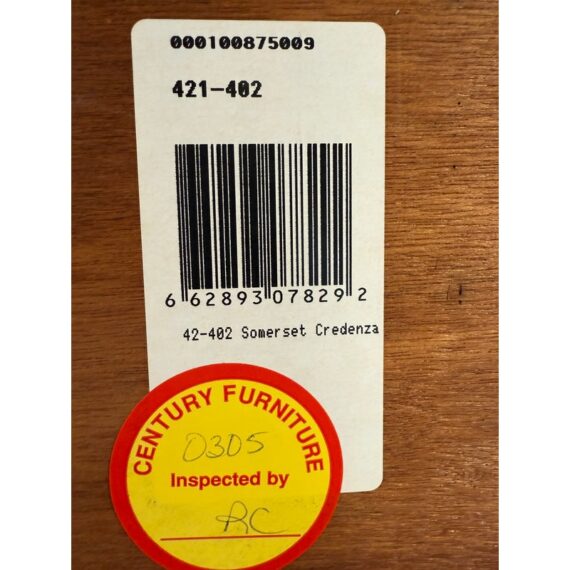 000100875009
421-402
6 62893 07829 2
42-402 Somerset Credenza
CENTURY FURNITURE
0305
Inspected by
RC